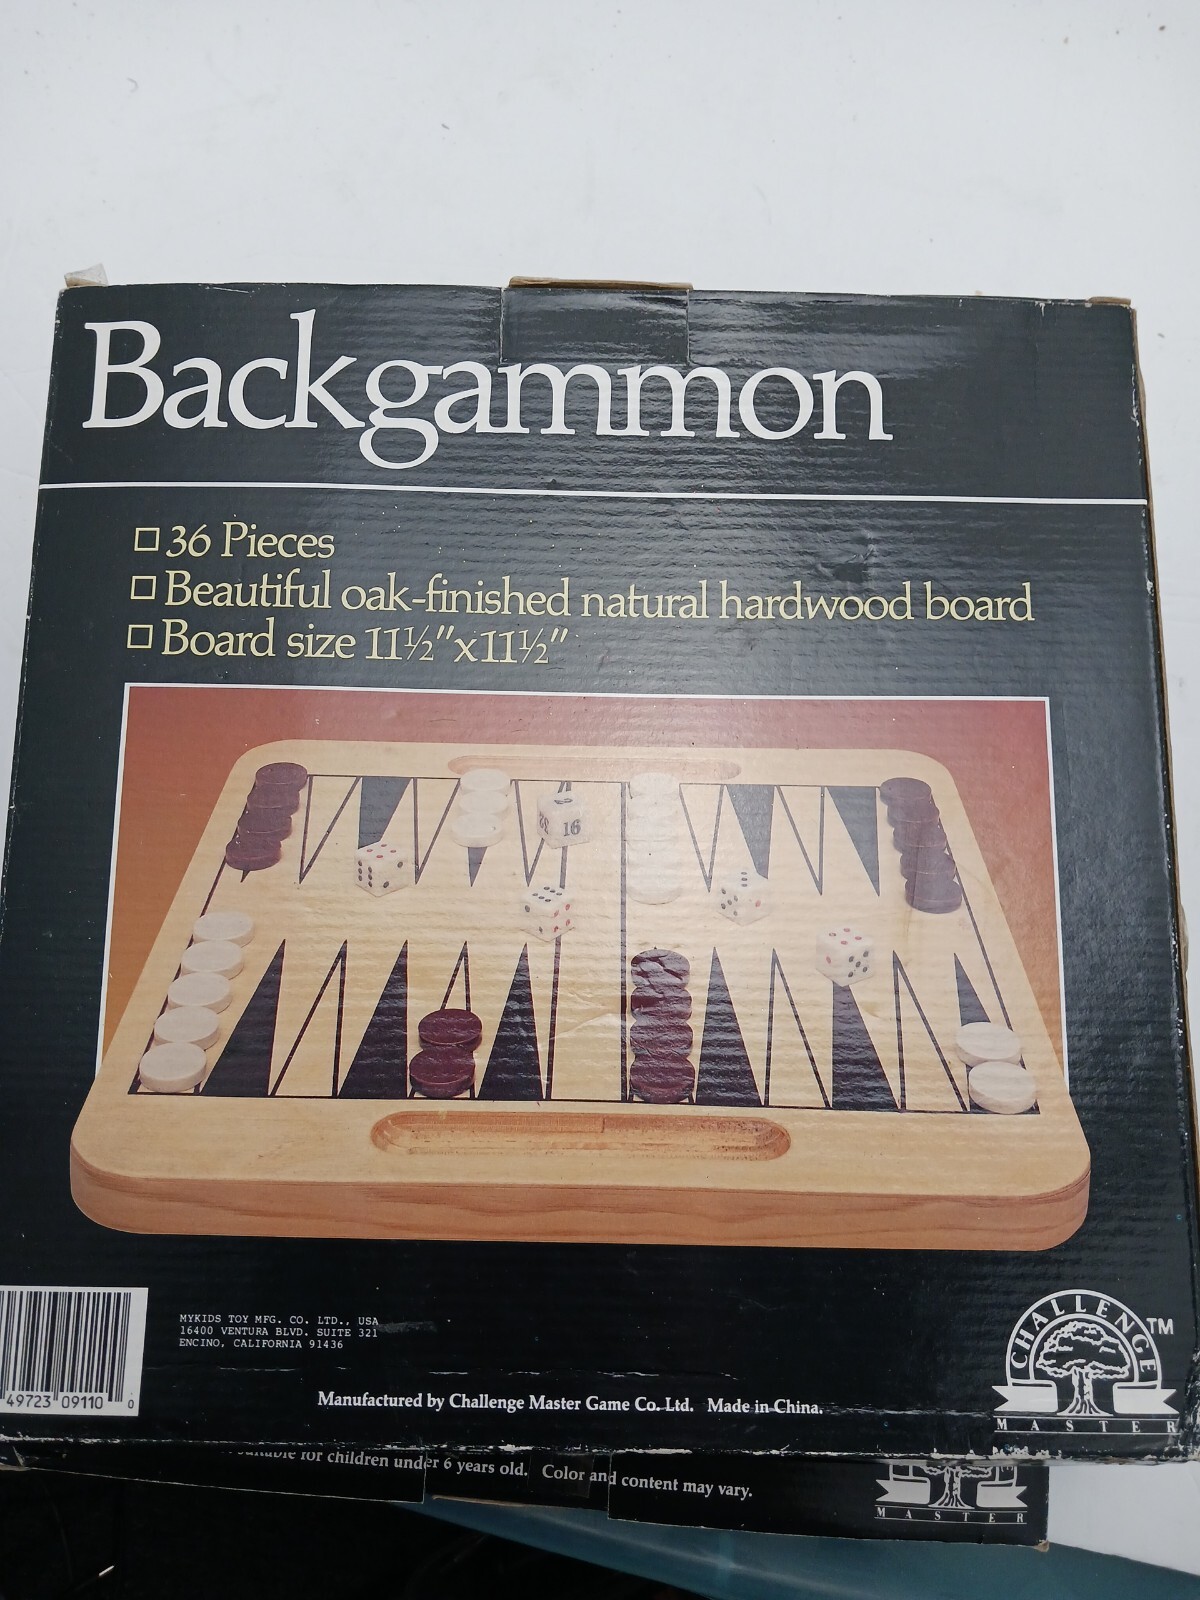 Backgammon
36 Pieces
Beautiful oak-finished natural hardwood board
Board size 11½"x11½"
16
32
MYKIDS TOY MFG. CO. LTD., USA
16400 VENTURA BLVD. SUITE 321
ENCINO, CALIFORNIA 91436
CHALLENGE TM
MASTER
49723 09110 0
Manufactured by Challenge Master Game Co. Ltd. Made in China.
for children under 6 years old. Color and content may vary.
MASTER